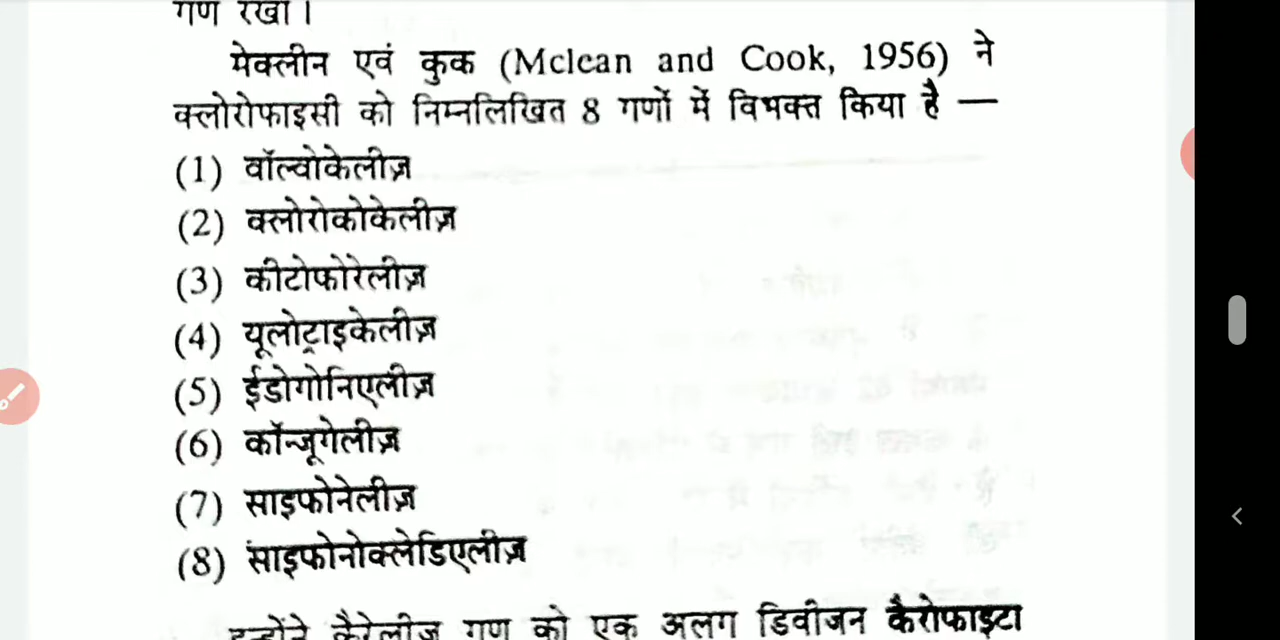 गण रखा।
मेक्लीन एवं कुक (Mclean and Cook, 1956) ने
क्लोरोफाइसी को निम्नलिखित 8 गणों में विभक्त किया है —
(1) वॉल्वोकेलीज़
(2) क्लोरोकोकेलीज़
(3) कीटोफोरेलीज़
(4) यूलोट्राइकेलीज़
(5) ईडोगोनिएलीज़
(6) कॉन्जूगेलीज़
(7) साइफोनेलीज़
(8) साइफोनोक्लेडिएलीज़
इन्होंने कैरेलीज़ गण को एक अलग डिवीजन कैरोफाइटा